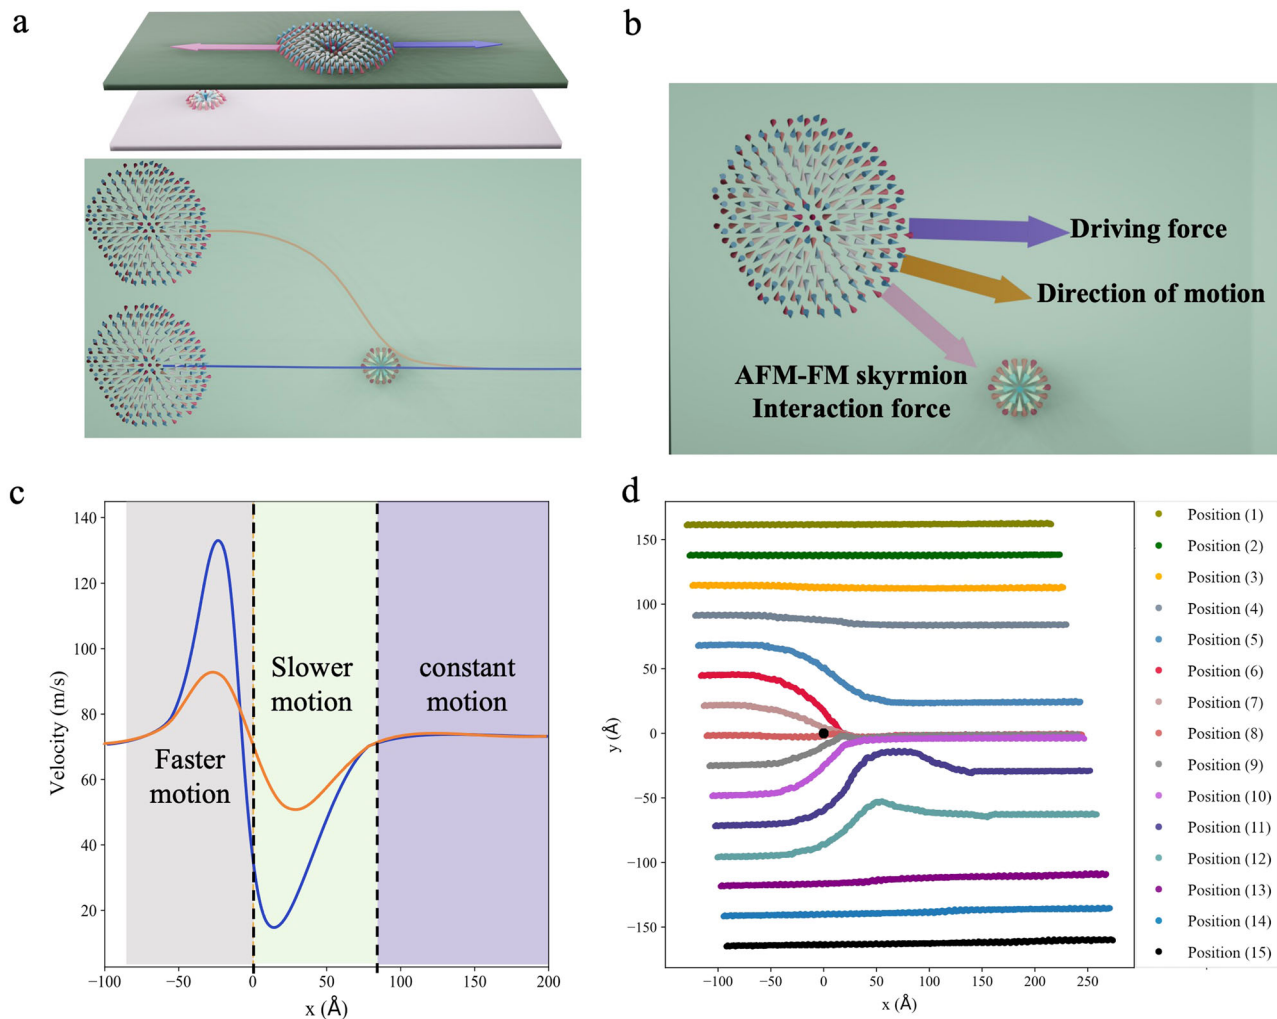 a
b
Driving force
Direction of motion
AFM-FM skyrmion
Interaction force
c
140
120
100
80
60
40
20
Velocity (m/s)
Faster
motion
Slower
motion
constant
motion
−100
−50
0
50
100
150
200
x (Å)
d
150
100
50
0
−50
−100
−150
y (Å)
−100
−50
0
50
100
150
200
250
x (Å)
Position (1)
Position (2)
Position (3)
Position (4)
Position (5)
Position (6)
Position (7)
Position (8)
Position (9)
Position (10)
Position (11)
Position (12)
Position (13)
Position (14)
Position (15)